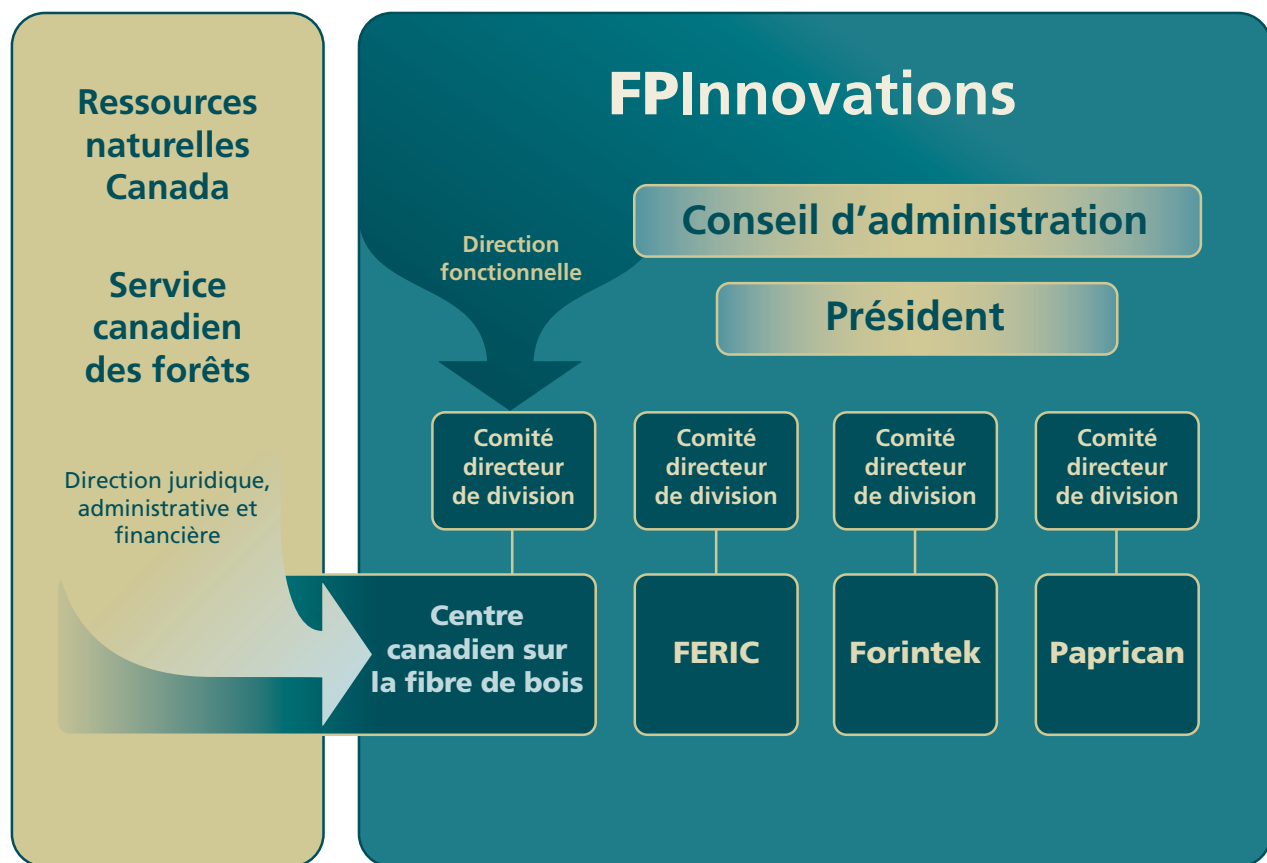 Ressources
naturelles
Canada
Service
canadien
des forêts
Direction juridique,
administrative et
financière
FPInnovations
Conseil d'administration
Président
Direction
fonctionnelle
Comité
directeur
de division
Comité
directeur
de division
Comité
directeur
de division
Comité
directeur
de division
Centre
canadien sur
la fibre de bois
FERIC
Forintek
Paprican